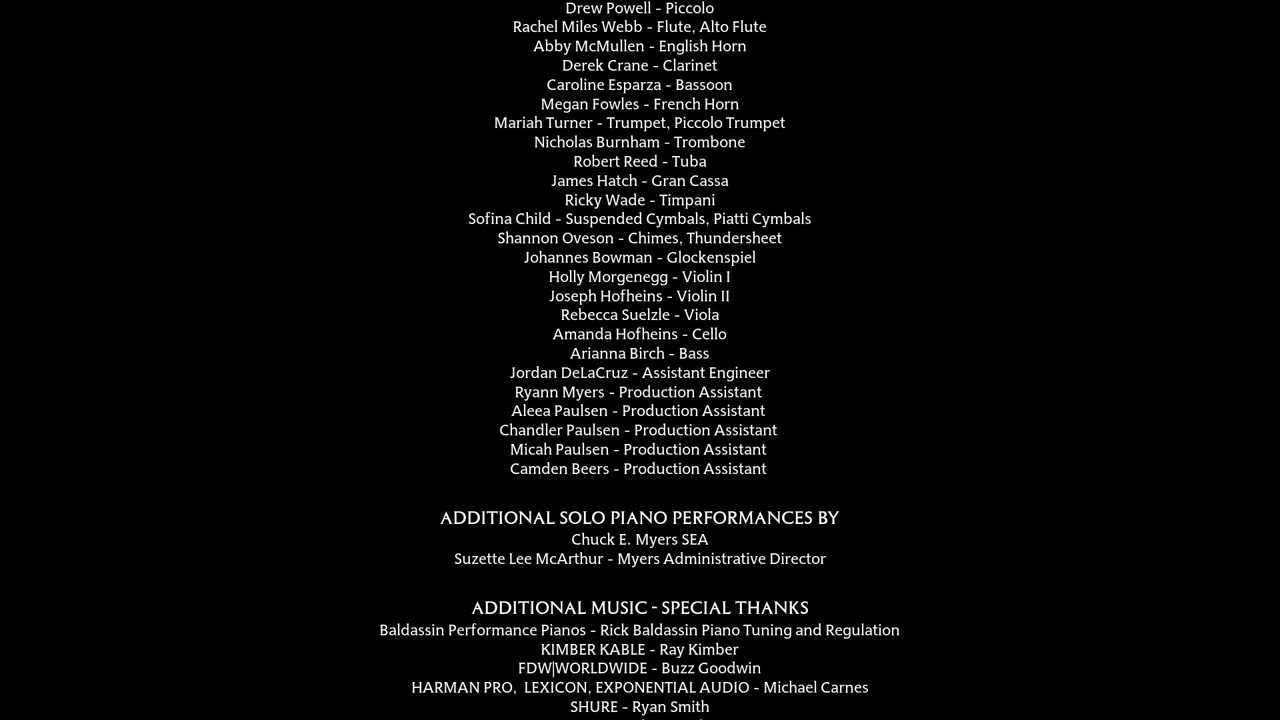 Drew Powell - Piccolo
Rachel Miles Webb - Flute, Alto Flute
Abby McMullen - English Horn
Derek Crane - Clarinet
Caroline Esparza - Bassoon
Megan Fowles - French Horn
Mariah Turner - Trumpet, Piccolo Trumpet
Nicholas Burnham - Trombone
Robert Reed - Tuba
James Hatch - Gran Cassa
Ricky Wade - Timpani
Sofina Child - Suspended Cymbals, Piatti Cymbals
Shannon Oveson - Chimes, Thundersheet
Johannes Bowman - Glockenspiel
Holly Morgenegg - Violin I
Joseph Hofheins - Violin II
Rebecca Suelzle - Viola
Amanda Hofheins - Cello
Arianna Birch - Bass
Jordan DeLaCruz - Assistant Engineer
Ryann Myers - Production Assistant
Aleea Paulsen - Production Assistant
Chandler Paulsen - Production Assistant
Micah Paulsen - Production Assistant
Camden Beers - Production Assistant
ADDITIONAL SOLO PIANO PERFORMANCES BY
Chuck E. Myers SEA
Suzette Lee McArthur - Myers Administrative Director
ADDITIONAL MUSIC - SPECIAL THANKS
Baldassin Performance Pianos - Rick Baldassin Piano Tuning and Regulation
KIMBER KABLE - Ray Kimber
FDW|WORLDWIDE - Buzz Goodwin
HARMAN PRO, LEXICON, EXPONENTIAL AUDIO - Michael Carnes
SHURE - Ryan Smith